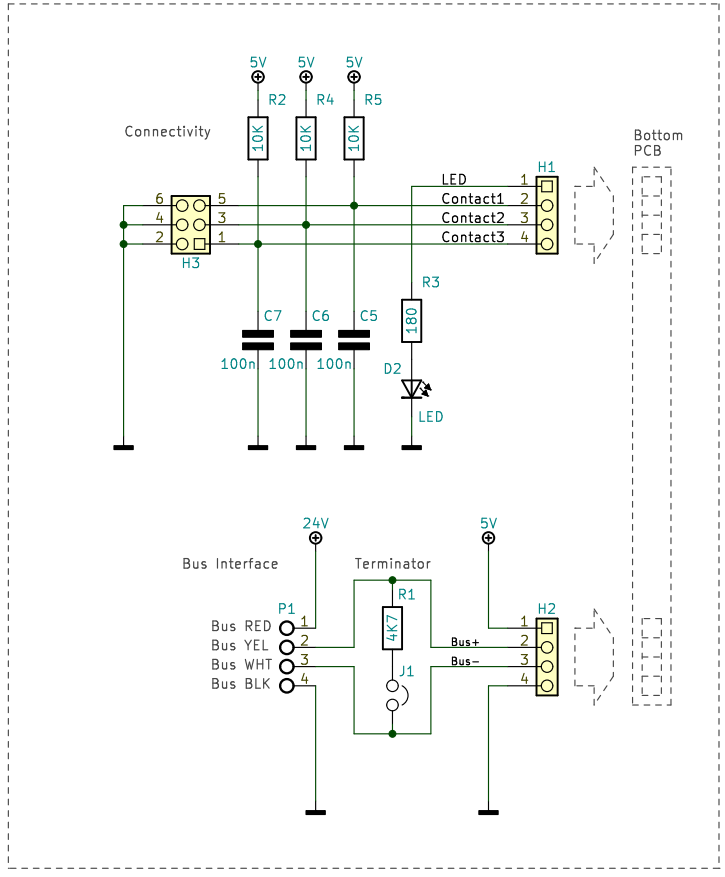 5V 5V 5V
R2 R4 R5
10K 10K 10K
Connectivity
Bottom
PCB
H1
LED 1
6 5 Contact1 2
4 3 Contact2 3
2 1 Contact3 4
H3
R3
180
C7 C6 C5
100n 100n 100n
D2
LED
24V 5V
Bus Interface Terminator
R1
4K7
P1 H2
Bus RED 1 1
Bus YEL 2 Bus+ 2
Bus WHT 3 Bus- 3
Bus BLK 4 4
J1